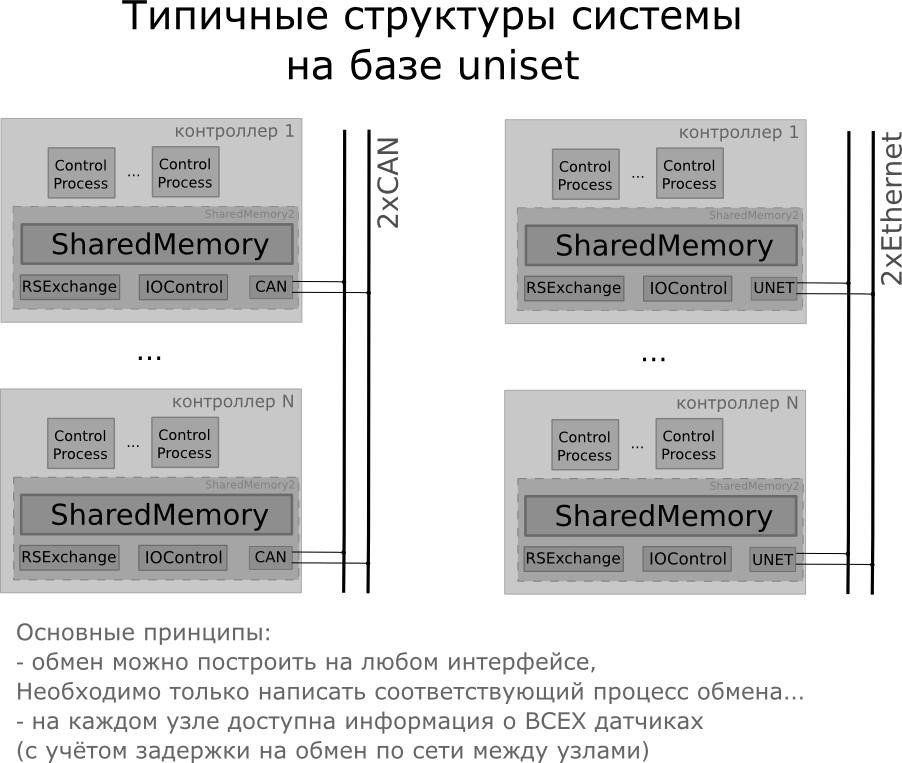 Типичные структуры системы
на базе uniset
контроллер 1
Control
Process
...
Control
Process
SharedMemory2
SharedMemory
RSExchange
IOControl
CAN
2xCAN
...
контроллер N
Control
Process
...
Control
Process
SharedMemory2
SharedMemory
RSExchange
IOControl
CAN
контроллер 1
Control
Process
...
Control
Process
SharedMemory2
SharedMemory
RSExchange
IOControl
UNET
2xEthernet
...
контроллер N
Control
Process
...
Control
Process
SharedMemory2
SharedMemory
RSExchange
IOControl
UNET
Основные принципы:
- обмен можно построить на любом интерфейсе,
Необходимо только написать соответствующий процесс обмена...
- на каждом узле доступна информация о ВСЕХ датчиках
(с учётом задержки на обмен по сети между узлами)